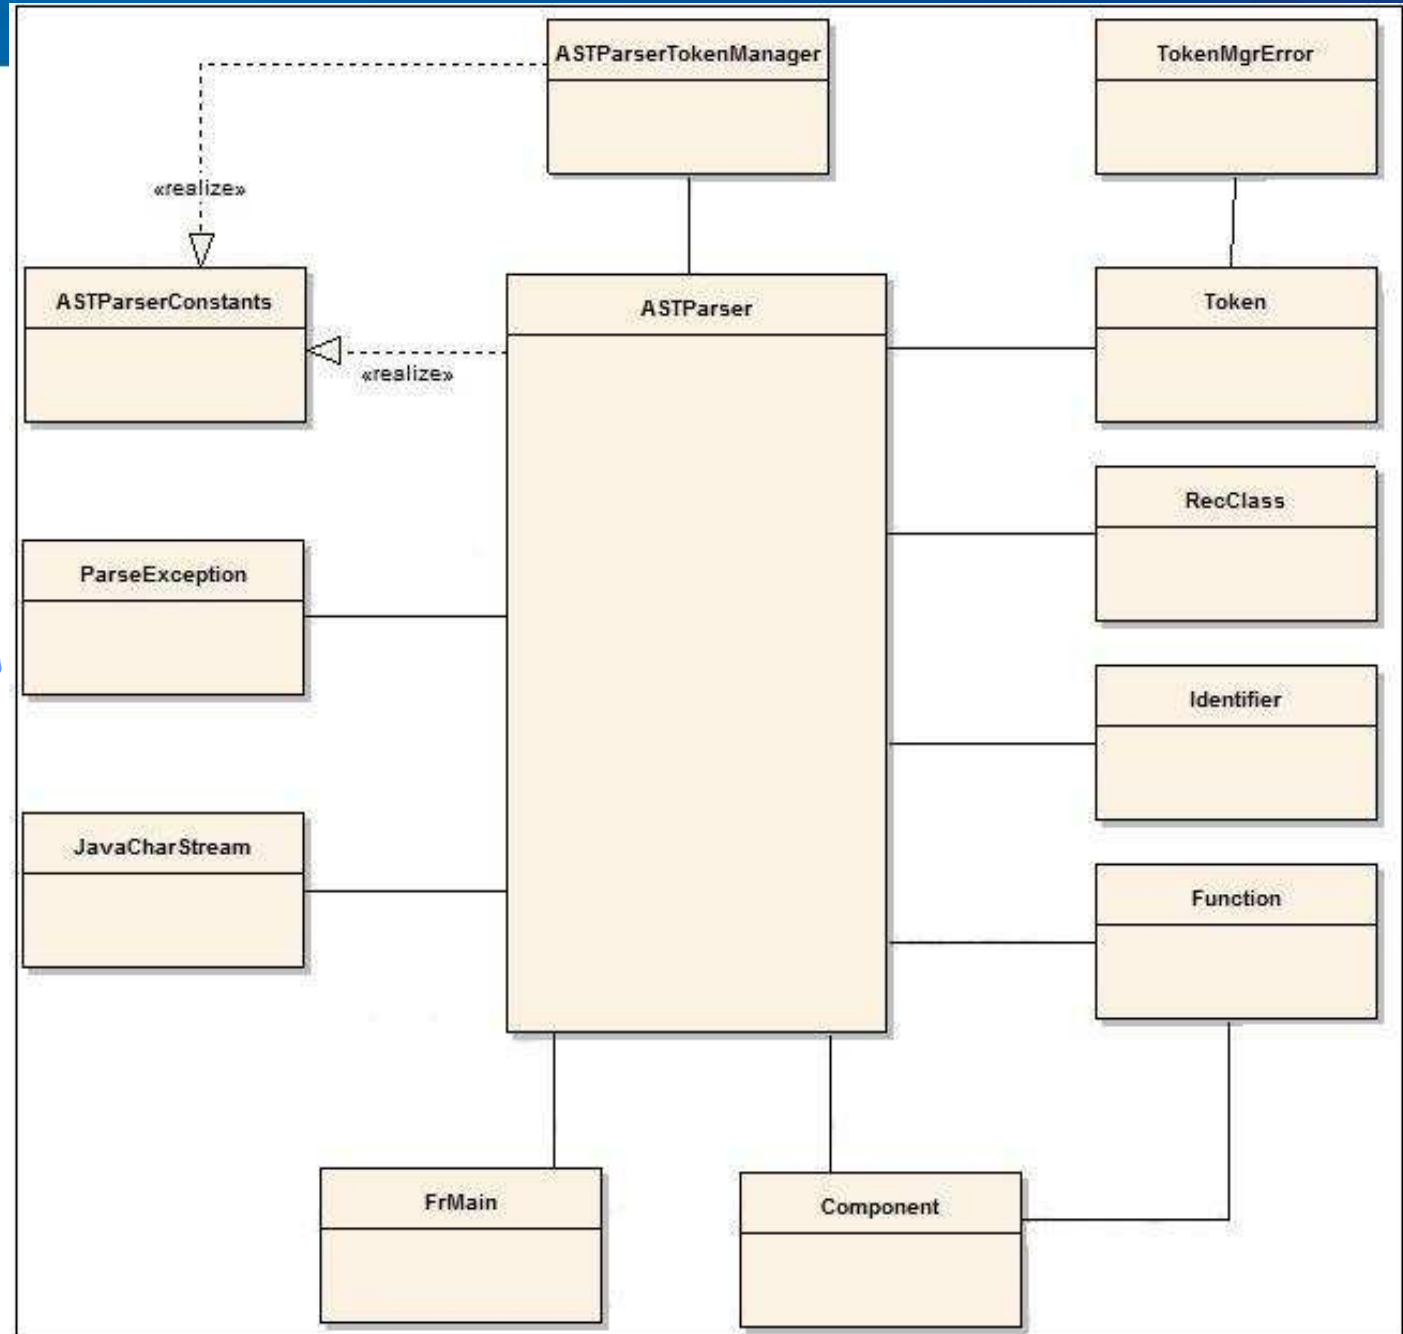 ASTParserTokenManager
TokenMgrError
«realize»
ASTParserConstants
ASTParser
Token
«realize»
RecClass
ParseException
Identifier
JavaCharStream
Function
FrMain
Component